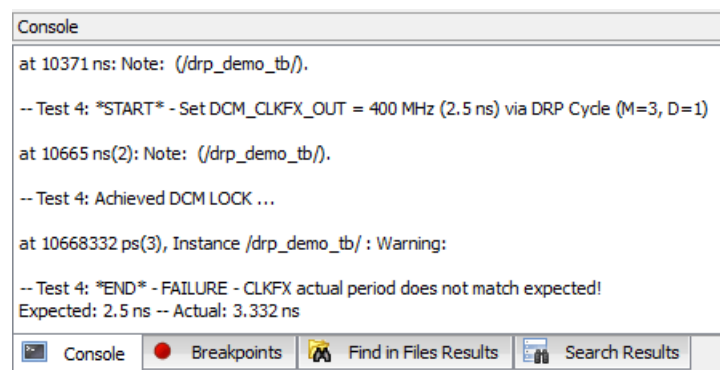 Console
at 10371 ns: Note:  (/drp_demo_tb/).
-- Test 4: *START* - Set DCM_CLKFX_OUT = 400 MHz (2.5 ns) via DRP Cycle (M=3, D=1)
at 10665 ns(2): Note:  (/drp_demo_tb/).
-- Test 4: Achieved DCM LOCK ...
at 10668332 ps(3), Instance /drp_demo_tb/ : Warning:
-- Test 4: *END* - FAILURE - CLKFX actual period does not match expected!
Expected: 2.5 ns -- Actual: 3.332 ns
Console Breakpoints Find in Files Results Search Results